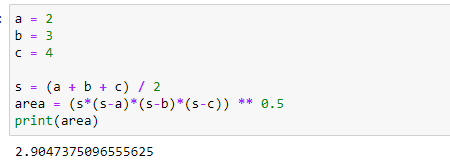 a = 2
b = 3
c = 4
s = (a + b + c) / 2
area = (s*(s-a)*(s-b)*(s-c)) ** 0.5
print(area)
2.9047375096555625